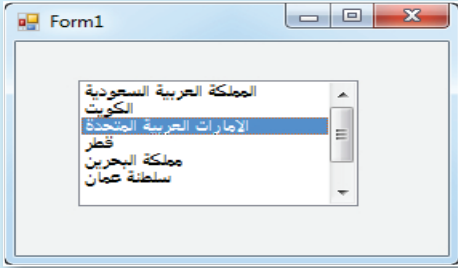 Form1
المملكة العربية السعودية
الكويت
الامارات العربية المتحدة
قطر
مملكة البحرين
سلطنة عمان